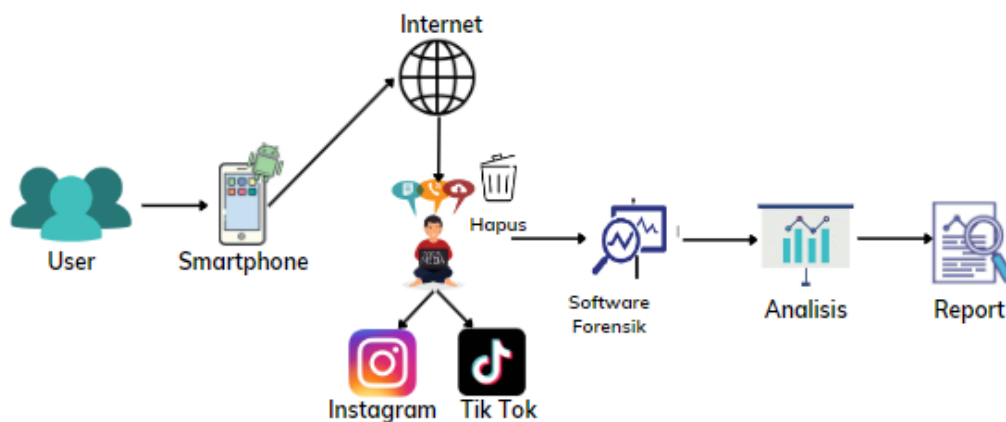 Internet
Hapus
User
Smartphone
Software
Forensik
Analisis
Report
Instagram
Tik Tok